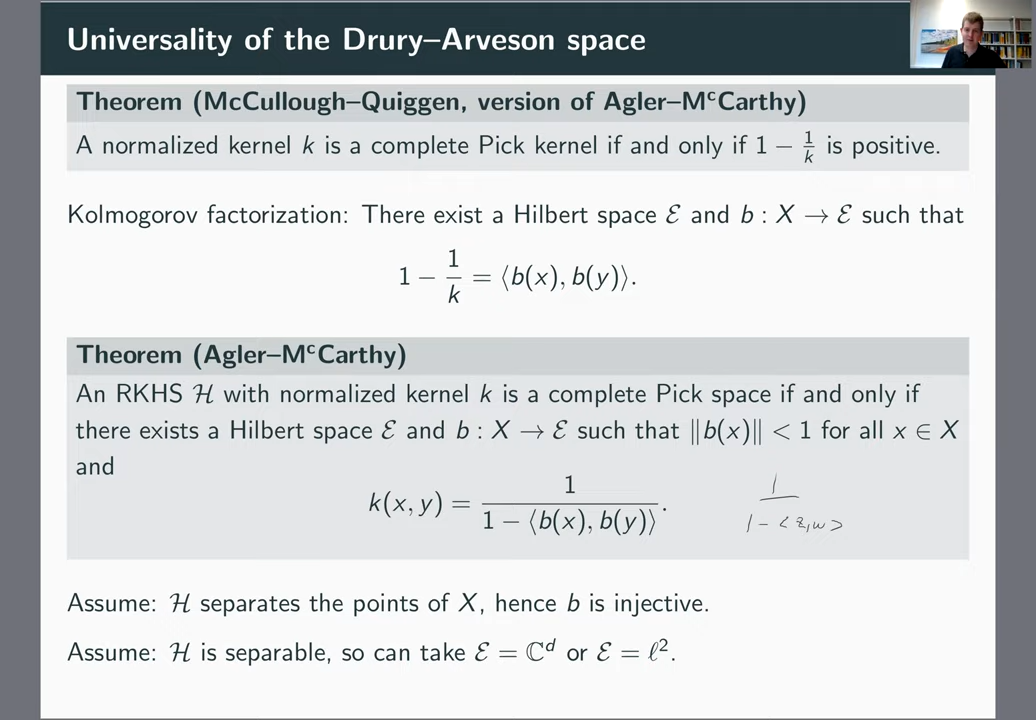 Universality of the Drury–Arveson space
Theorem (McCullough–Quiggen, version of Agler–MᶜCarthy)
A normalized kernel k is a complete Pick kernel if and only if 1 − 1/k is positive.
Kolmogorov factorization: There exist a Hilbert space ℰ and b : X → ℰ such that
1 − 1/k = ⟨b(x), b(y)⟩.
Theorem (Agler–MᶜCarthy)
An RKHS ℋ with normalized kernel k is a complete Pick space if and only if
there exists a Hilbert space ℰ and b : X → ℰ such that ‖b(x)‖ < 1 for all x ∈ X
and
k(x, y) = 1/(1 − ⟨b(x), b(y)⟩).
1/(1 − <z,w>)
Assume: ℋ separates the points of X, hence b is injective.
Assume: ℋ is separable, so can take ℰ = ℂᵈ or ℰ = ℓ².